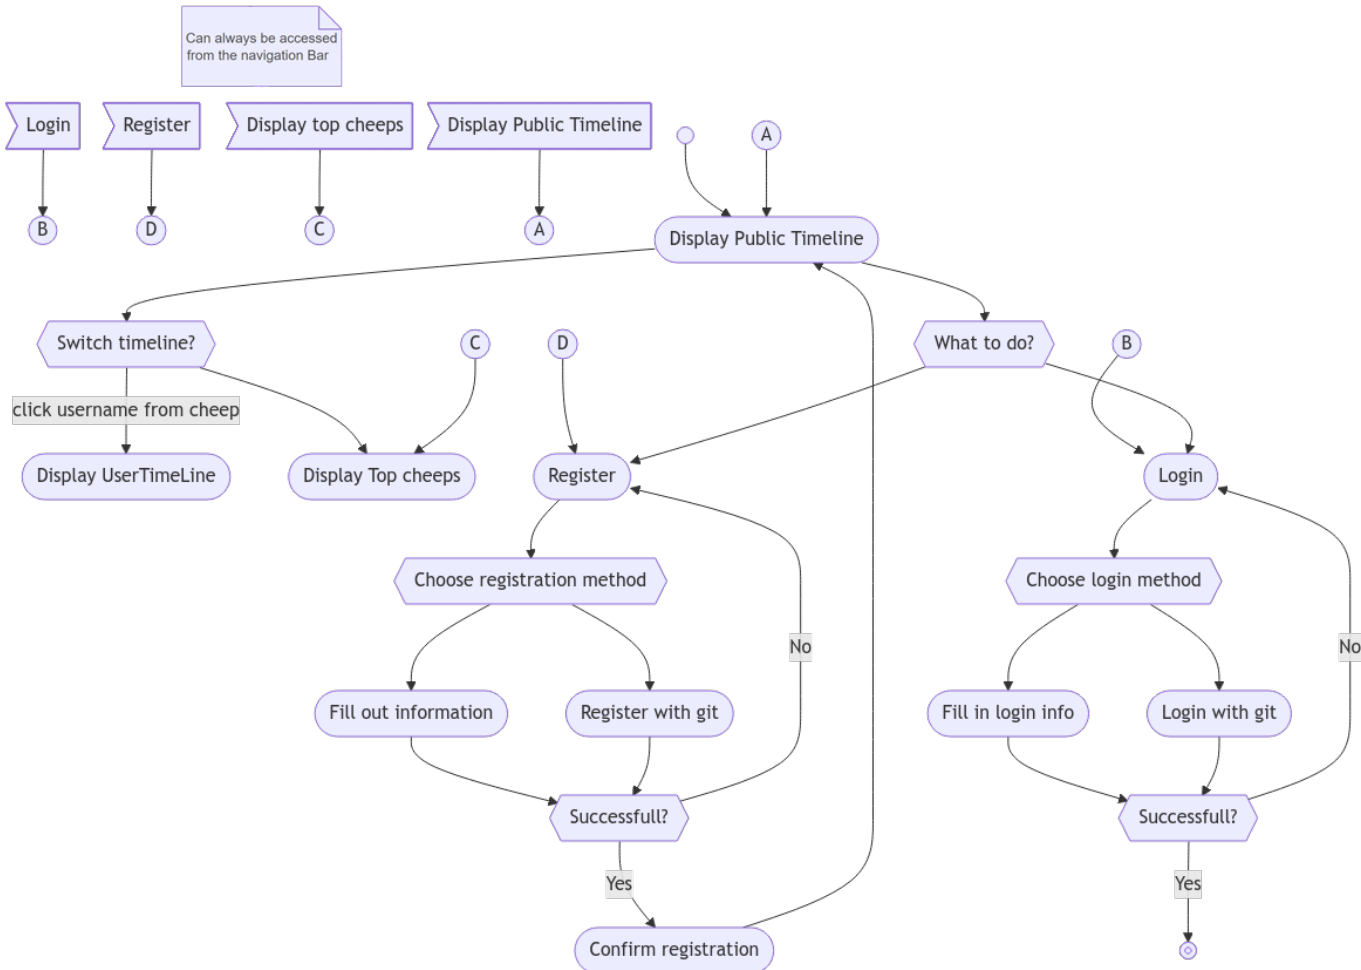 Can always be accessed
from the navigation Bar
Login
Register
Display top cheeps
Display Public Timeline
A
B
D
C
A
Display Public Timeline
Switch timeline?
C
D
What to do?
B
click username from cheep
Display UserTimeLine
Display Top cheeps
Register
Login
Choose registration method
Choose login method
No
No
Fill out information
Register with git
Fill in login info
Login with git
Successfull?
Successfull?
Yes
Yes
Confirm registration